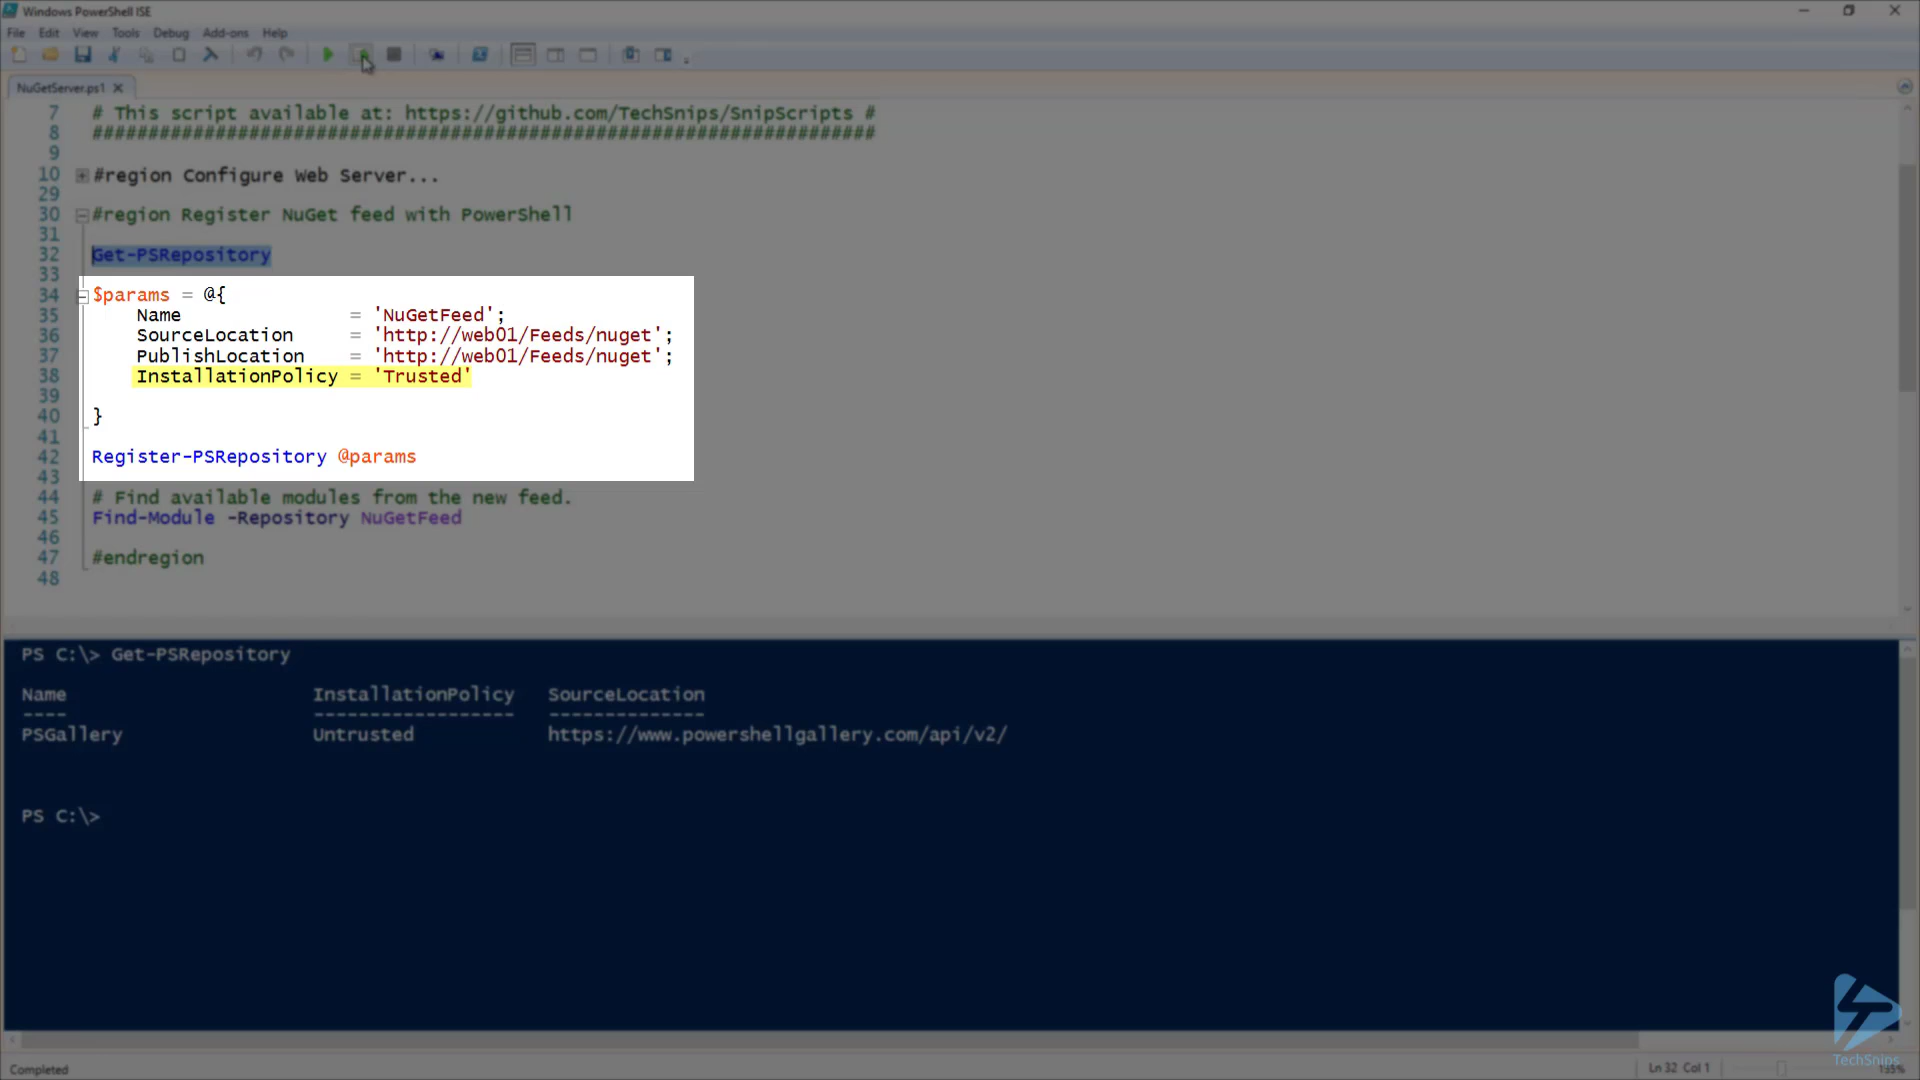 Windows PowerShell ISE
File Edit View Tools Debug Add-ons Help
NuGetServer.ps1
7 # This script available at: https://github.com/TechSnips/SnipScripts #
8 ######################################################################
9
10 #region Configure Web Server...
29
30 #region Register NuGet feed with PowerShell
31
32 Get-PSRepository
33
34 $params = @{
35 Name = 'NuGetFeed';
36 SourceLocation = 'http://web01/Feeds/nuget';
37 PublishLocation = 'http://web01/Feeds/nuget';
38 InstallationPolicy = 'Trusted'
39
40 }
41
42 Register-PSRepository @params
43
44 # Find available modules from the new feed.
45 Find-Module -Repository NuGetFeed
46
47 #endregion
48
PS C:\> Get-PSRepository
Name InstallationPolicy SourceLocation
---- ------------------ --------------
PSGallery Untrusted https://www.powershellgallery.com/api/v2/
PS C:\>
TechSnips
Completed Ln 32 Col 1